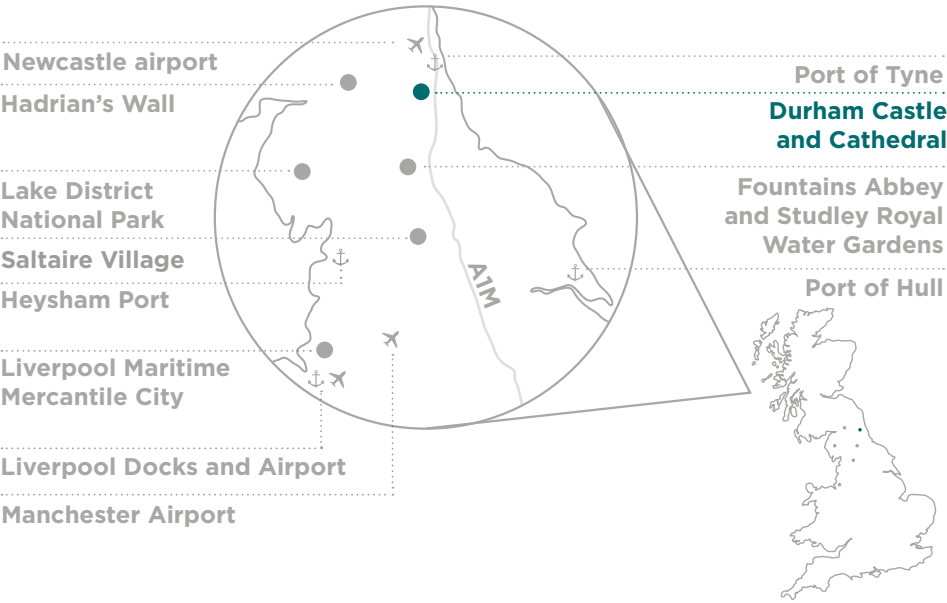 Newcastle airport
Hadrian’s Wall
Lake District
National Park
Saltaire Village
Heysham Port
Liverpool Maritime
Mercantile City
Liverpool Docks and Airport
Manchester Airport
A1M
Port of Tyne
Durham Castle
and Cathedral
Fountains Abbey
and Studley Royal
Water Gardens
Port of Hull